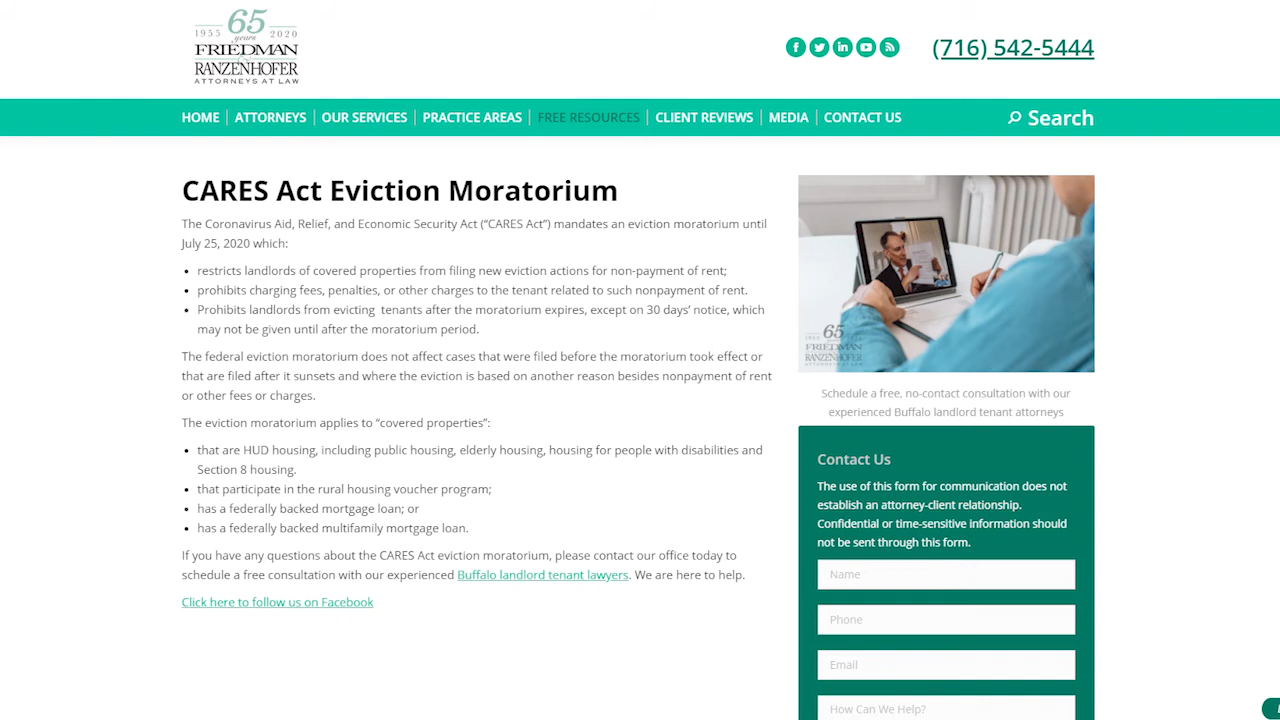 65
1955 years 2020
FRIEDMAN
&
RANZENHOFER
ATTORNEYS AT LAW
(716) 542-5444
HOME ATTORNEYS OUR SERVICES PRACTICE AREAS FREE RESOURCES CLIENT REVIEWS MEDIA CONTACT US Search
CARES Act Eviction Moratorium
The Coronavirus Aid, Relief, and Economic Security Act (“CARES Act”) mandates an eviction moratorium until
July 25, 2020 which:
• restricts landlords of covered properties from filing new eviction actions for non-payment of rent;
• prohibits charging fees, penalties, or other charges to the tenant related to such nonpayment of rent.
• Prohibits landlords from evicting tenants after the moratorium expires, except on 30 days’ notice, which
may not be given until after the moratorium period.
The federal eviction moratorium does not affect cases that were filed before the moratorium took effect or
that are filed after it sunsets and where the eviction is based on another reason besides nonpayment of rent
or other fees or charges.
The eviction moratorium applies to “covered properties”:
• that are HUD housing, including public housing, elderly housing, housing for people with disabilities and
Section 8 housing.
• that participate in the rural housing voucher program;
• has a federally backed mortgage loan; or
• has a federally backed multifamily mortgage loan.
If you have any questions about the CARES Act eviction moratorium, please contact our office today to
schedule a free consultation with our experienced Buffalo landlord tenant lawyers. We are here to help.
Click here to follow us on Facebook
65
FRIEDMAN
RANZENHOFER
Schedule a free, no-contact consultation with our
experienced Buffalo landlord tenant attorneys
Contact Us
The use of this form for communication does not
establish an attorney-client relationship.
Confidential or time-sensitive information should
not be sent through this form.
Name
Phone
Email
How Can We Help?